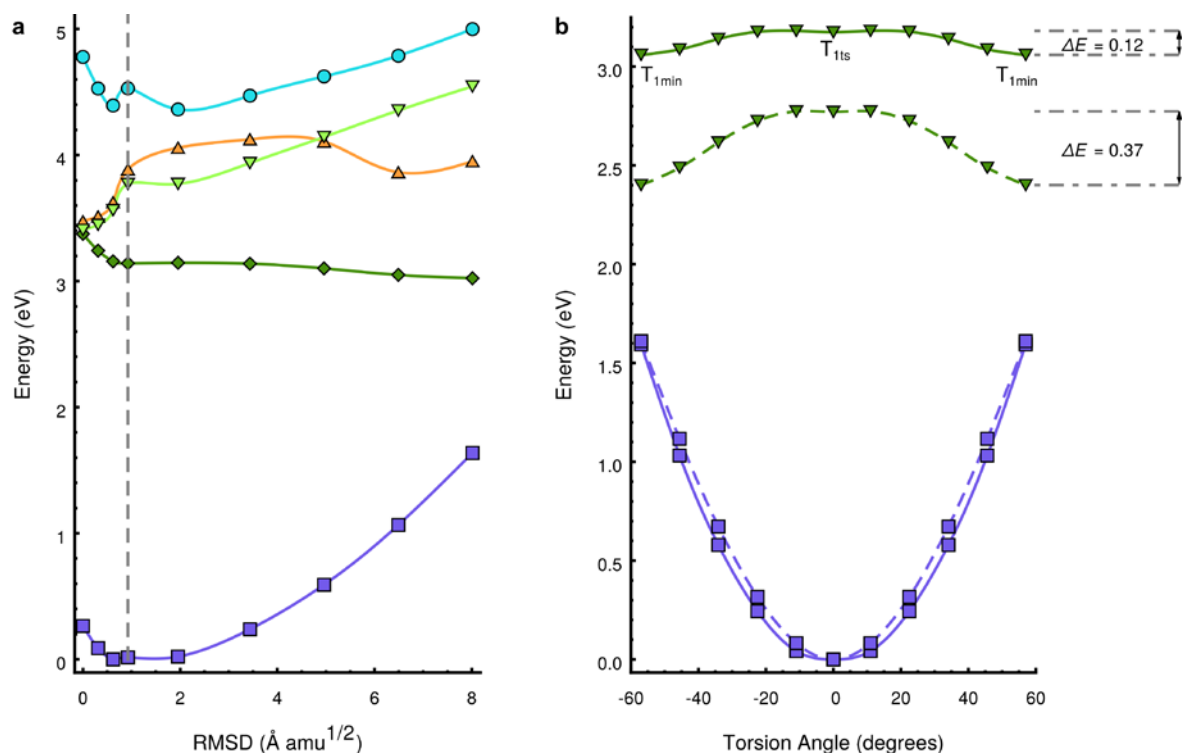 a
5
4
3
2
1
0
Energy (eV)
0 2 4 6 8
RMSD (Å amu^1/2)
b
3.0
2.5
2.0
1.5
1.0
0.5
0.0
Energy (eV)
T1min
T1ts
T1min
ΔE = 0.12
ΔE = 0.37
-60 -40 -20 0 20 40 60
Torsion Angle (degrees)